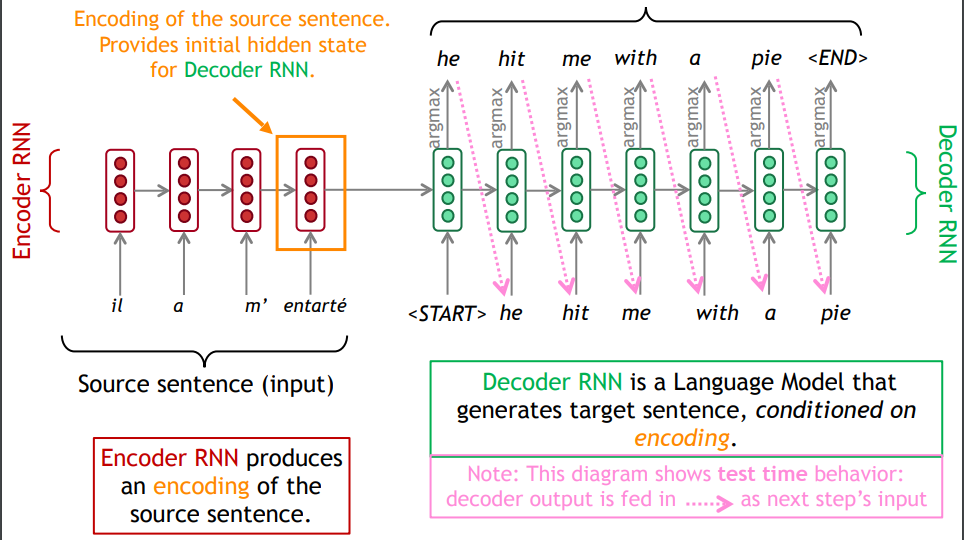 Encoding of the source sentence.
Provides initial hidden state
for Decoder RNN.
he hit me with a pie <END>
argmax argmax argmax argmax argmax argmax argmax
Encoder RNN
Decoder RNN
il a m’ entarté
<START> he hit me with a pie
Source sentence (input)
Encoder RNN produces
an encoding of the
source sentence.
Decoder RNN is a Language Model that
generates target sentence, conditioned on
encoding.
Note: This diagram shows test time behavior:
decoder output is fed in as next step’s input